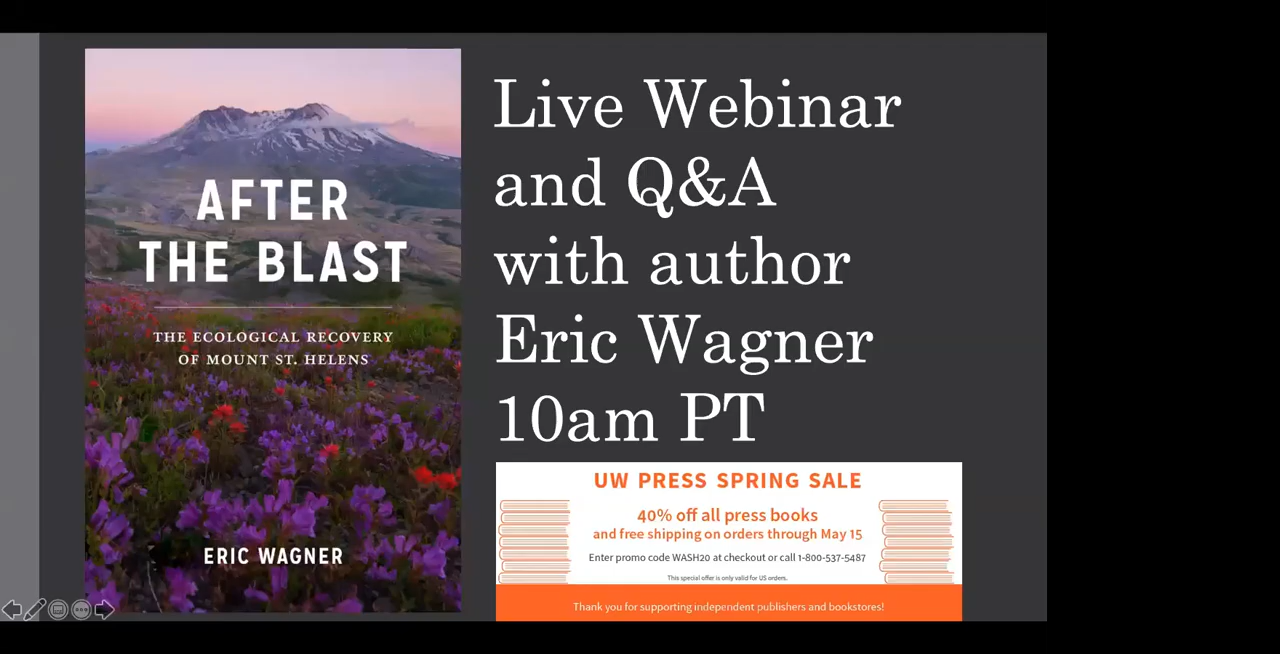 AFTER
THE BLAST
THE ECOLOGICAL RECOVERY
OF MOUNT ST. HELENS
ERIC WAGNER
Live Webinar
and Q&A
with author
Eric Wagner
10am PT
UW PRESS SPRING SALE
40% off all press books
and free shipping on orders through May 15
Enter promo code WASH20 at checkout or call 1-800-537-5487
This special offer is only valid for US orders.
Thank you for supporting independent publishers and bookstores!